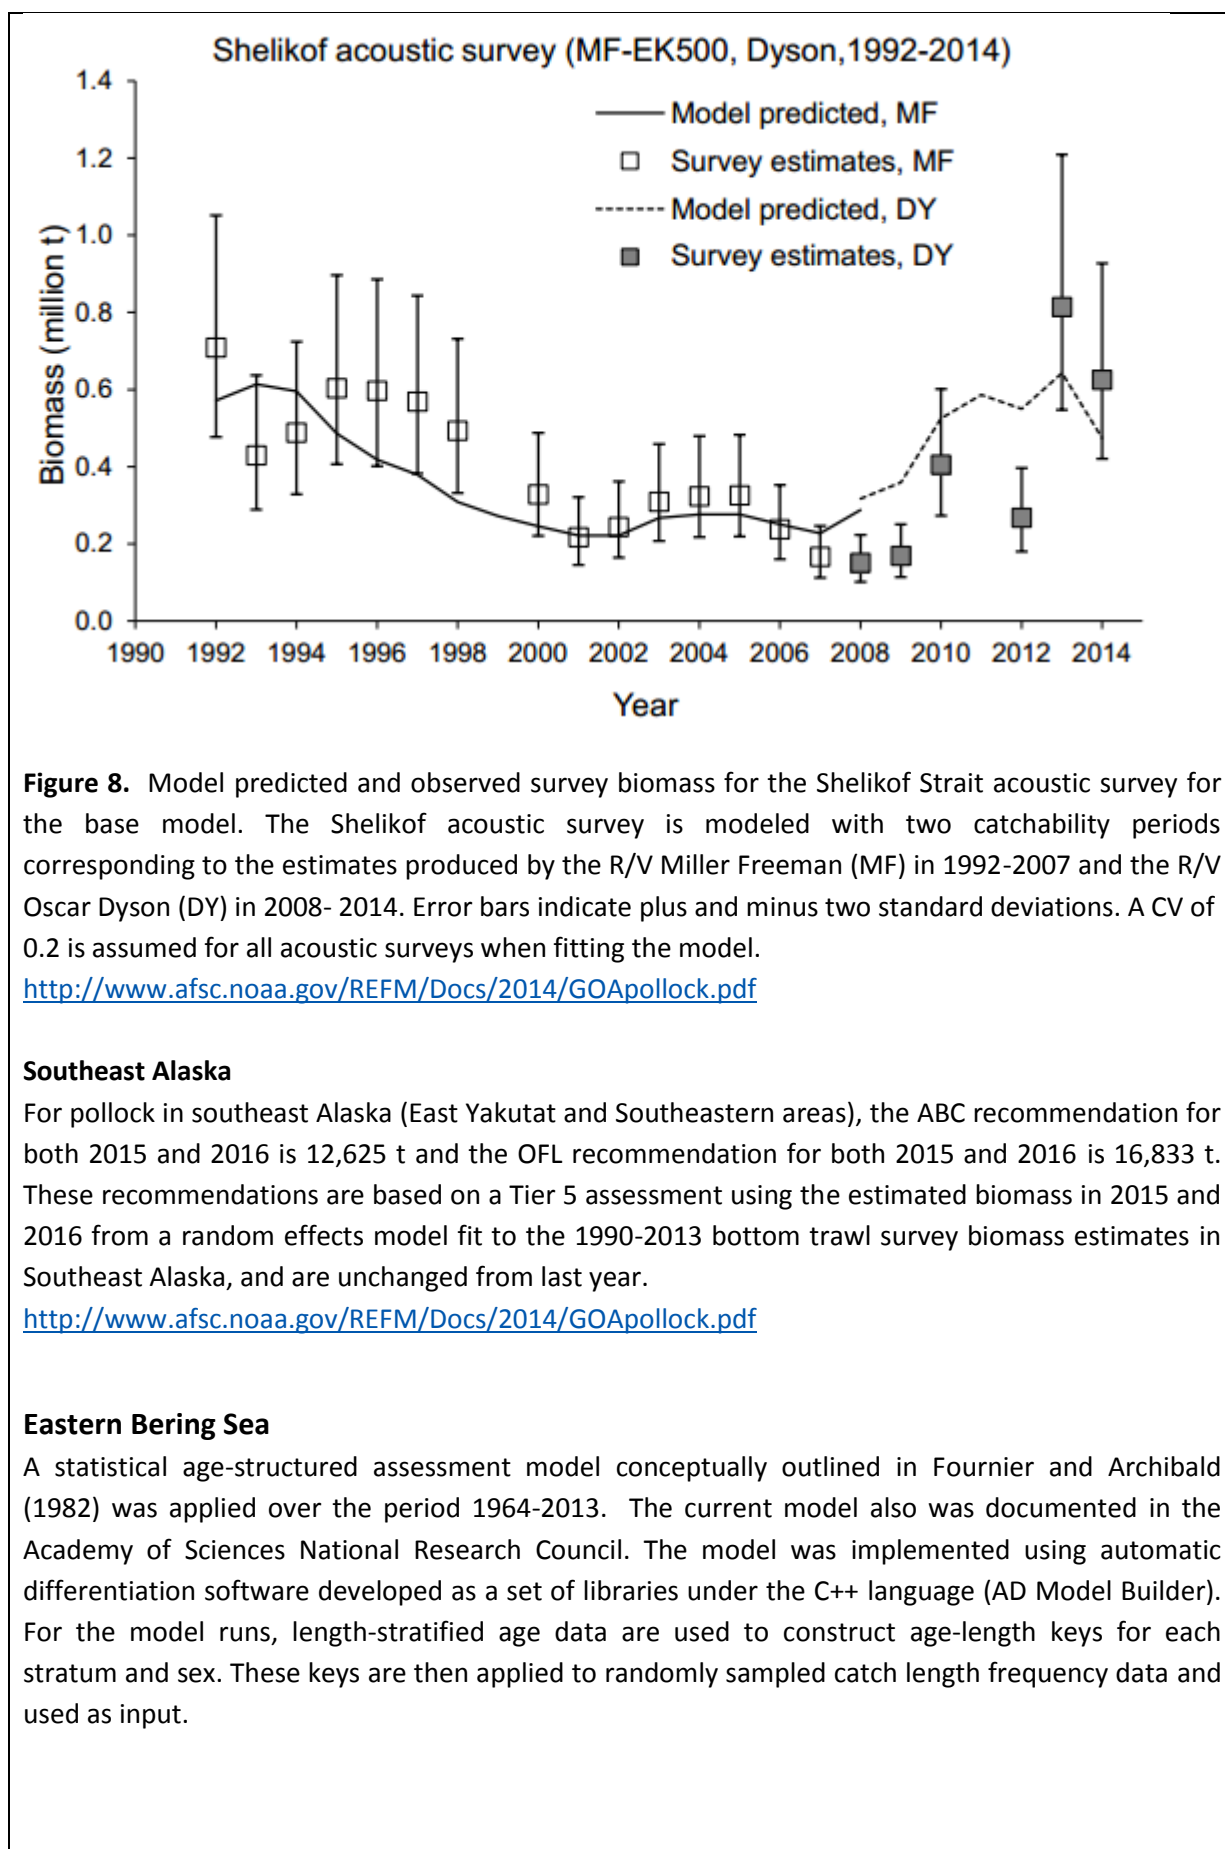 Shelikof acoustic survey (MF-EK500, Dyson,1992-2014)
1.4
1.2
1.0
0.8
0.6
0.4
0.2
0.0
Biomass (million t)
Model predicted, MF
Survey estimates, MF
Model predicted, DY
Survey estimates, DY
1990 1992 1994 1996 1998 2000 2002 2004 2006 2008 2010 2012 2014
Year
Figure 8. Model predicted and observed survey biomass for the Shelikof Strait acoustic survey for
the base model. The Shelikof acoustic survey is modeled with two catchability periods
corresponding to the estimates produced by the R/V Miller Freeman (MF) in 1992-2007 and the R/V
Oscar Dyson (DY) in 2008- 2014. Error bars indicate plus and minus two standard deviations. A CV of
0.2 is assumed for all acoustic surveys when fitting the model.
http://www.afsc.noaa.gov/REFM/Docs/2014/GOApollock.pdf
Southeast Alaska
For pollock in southeast Alaska (East Yakutat and Southeastern areas), the ABC recommendation for
both 2015 and 2016 is 12,625 t and the OFL recommendation for both 2015 and 2016 is 16,833 t.
These recommendations are based on a Tier 5 assessment using the estimated biomass in 2015 and
2016 from a random effects model fit to the 1990-2013 bottom trawl survey biomass estimates in
Southeast Alaska, and are unchanged from last year.
http://www.afsc.noaa.gov/REFM/Docs/2014/GOApollock.pdf
Eastern Bering Sea
A statistical age-structured assessment model conceptually outlined in Fournier and Archibald
(1982) was applied over the period 1964-2013. The current model also was documented in the
Academy of Sciences National Research Council. The model was implemented using automatic
differentiation software developed as a set of libraries under the C++ language (AD Model Builder).
For the model runs, length-stratified age data are used to construct age-length keys for each
stratum and sex. These keys are then applied to randomly sampled catch length frequency data and
used as input.